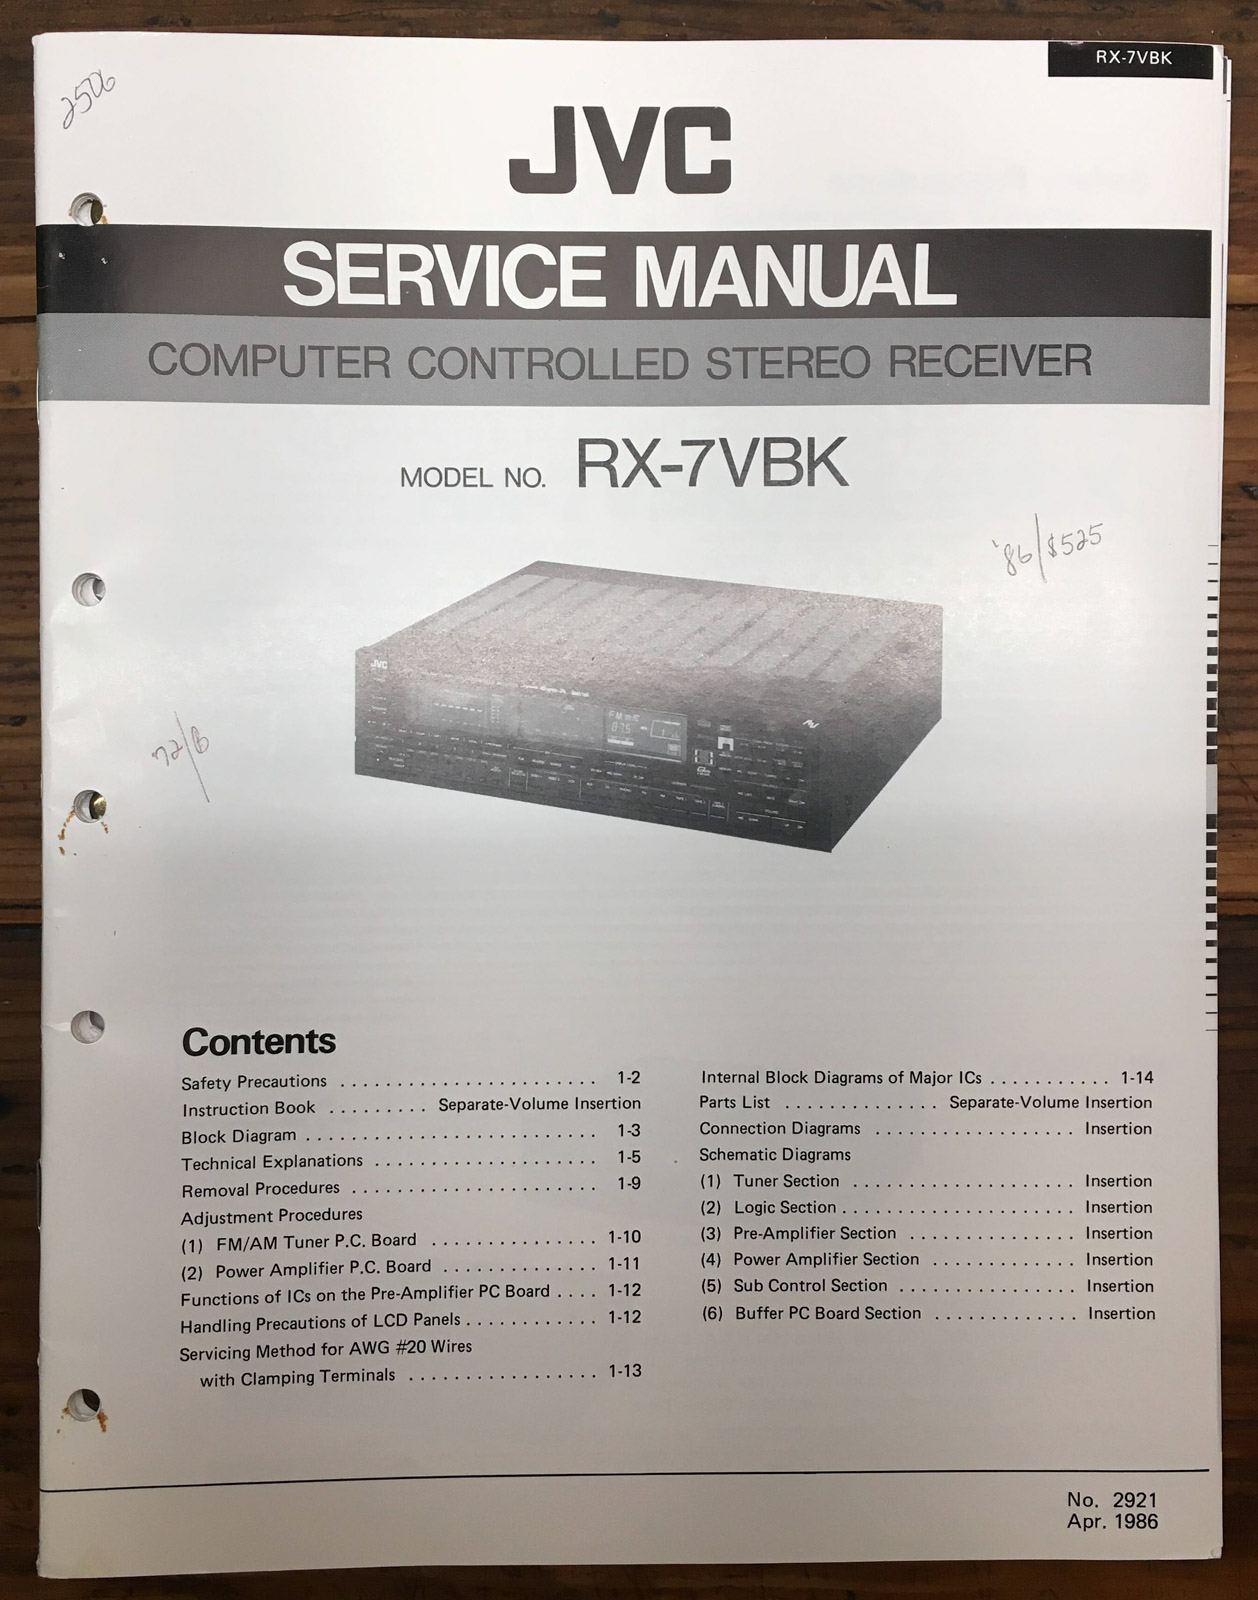 RX-7VBK
2506
JVC
SERVICE MANUAL
COMPUTER CONTROLLED STEREO RECEIVER
MODEL NO. RX-7VBK
'86/$525
JVC
FM
87.5
72/B
Contents
Safety Precautions . . . . . . . . . . . . . . . . . . . . . . . 1-2
Instruction Book . . . . . . . . . Separate-Volume Insertion
Block Diagram . . . . . . . . . . . . . . . . . . . . . . . . . . 1-3
Technical Explanations . . . . . . . . . . . . . . . . . . . . 1-5
Removal Procedures . . . . . . . . . . . . . . . . . . . . . . 1-9
Adjustment Procedures
(1) FM/AM Tuner P.C. Board . . . . . . . . . . . . . . . 1-10
(2) Power Amplifier P.C. Board . . . . . . . . . . . . . . 1-11
Functions of ICs on the Pre-Amplifier PC Board . . . . 1-12
Handling Precautions of LCD Panels . . . . . . . . . . . . 1-12
Servicing Method for AWG #20 Wires
with Clamping Terminals . . . . . . . . . . . . . . . . . 1-13
Internal Block Diagrams of Major ICs . . . . . . . . . . . 1-14
Parts List . . . . . . . . . . . . . . Separate-Volume Insertion
Connection Diagrams . . . . . . . . . . . . . . . . . . Insertion
Schematic Diagrams
(1) Tuner Section . . . . . . . . . . . . . . . . . . . . Insertion
(2) Logic Section . . . . . . . . . . . . . . . . . . . . . Insertion
(3) Pre-Amplifier Section . . . . . . . . . . . . . . . Insertion
(4) Power Amplifier Section . . . . . . . . . . . . . Insertion
(5) Sub Control Section . . . . . . . . . . . . . . . . Insertion
(6) Buffer PC Board Section . . . . . . . . . . . . . Insertion
No. 2921
Apr. 1986